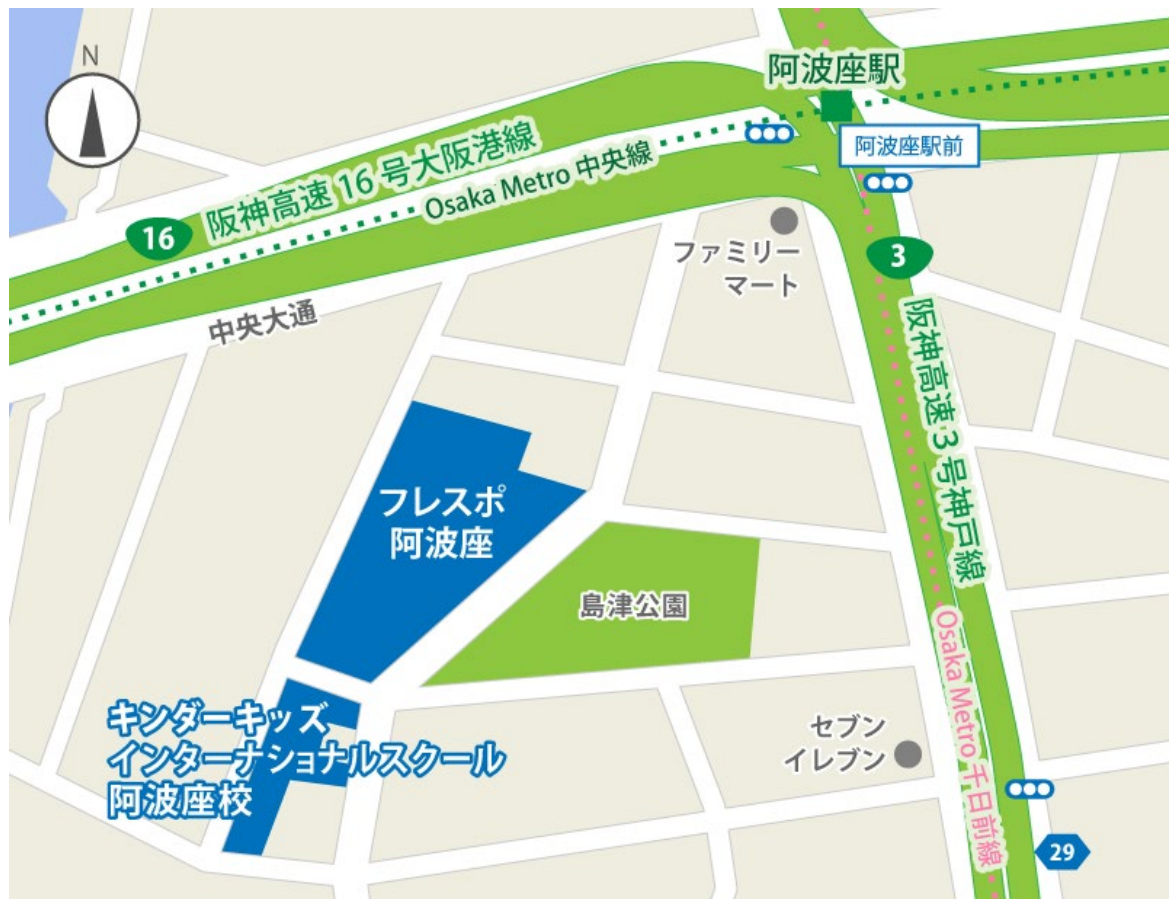 N
阿波座駅
阿波座駅前
阪神高速 16 号大阪港線
Osaka Metro 中央線
16
3
ファミリー
マート
中央大通
阪神高速 3 号神戸線
フレスポ
阿波座
島津公園
Osaka Metro 千日前線
キンダーキッズ
インターナショナルスクール
阿波座校
セブン
イレブン
29